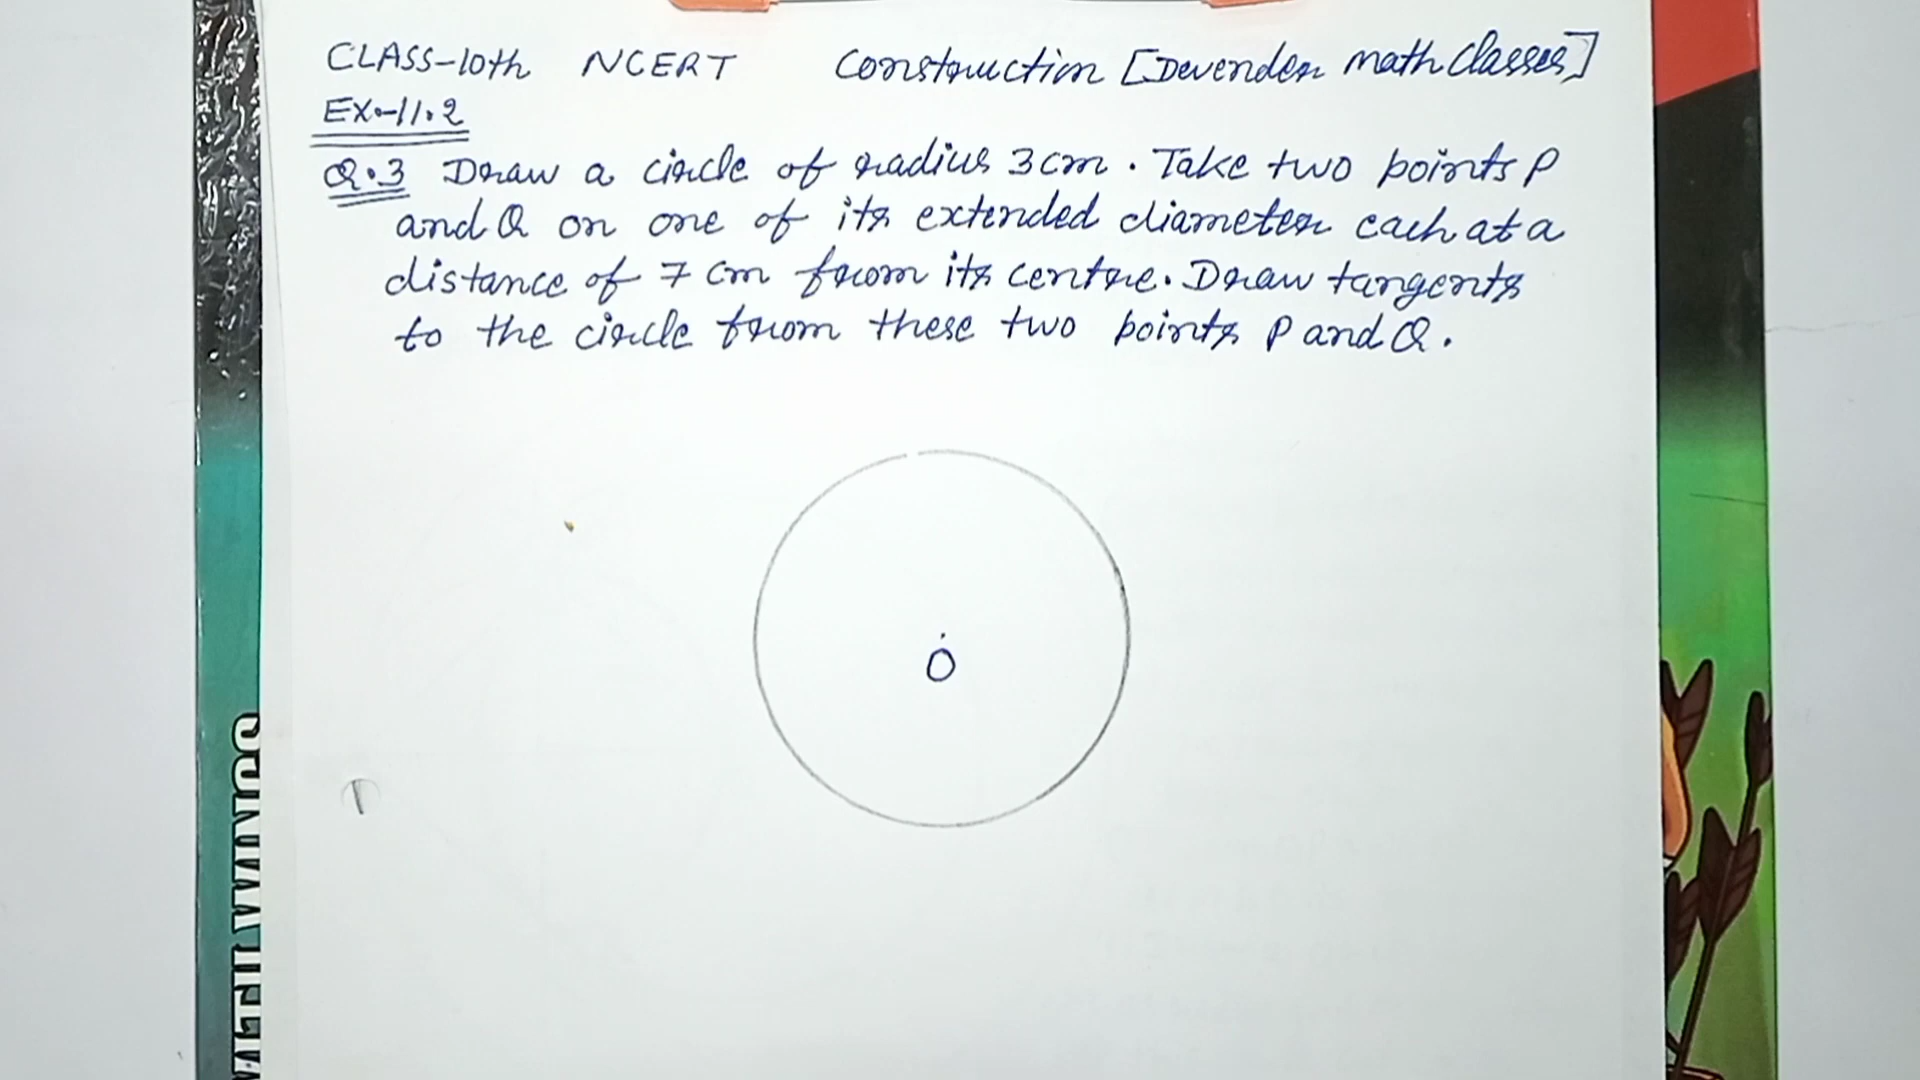 CLASS-10th NCERT Construction [Devender math Classes]
EX.-11.2
Q.3 Draw a circle of radius 3cm. Take two points P
and Q on one of its extended diameter each at a
distance of 7 cm from its centre. Draw tangents
to the circle from these two points P and Q.
O